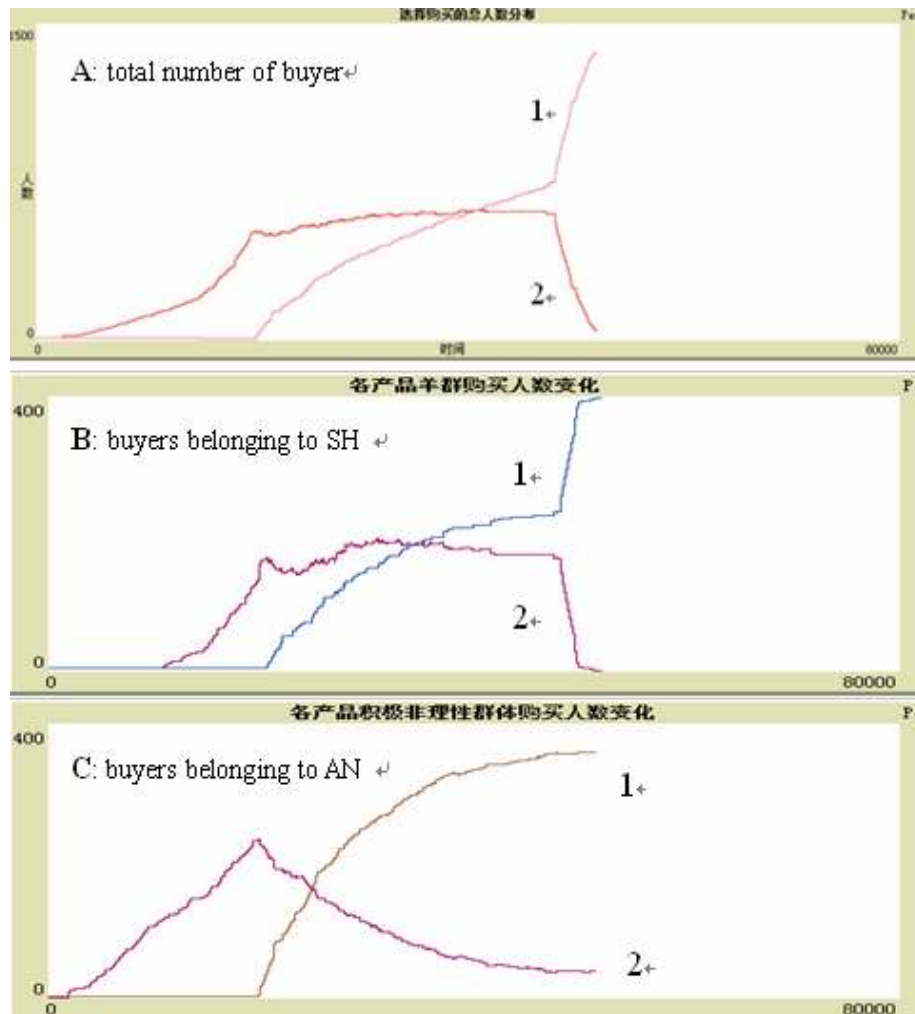 选择购买的总人数分布
1500
A: total number of buyer↵
1
人
数
2
0
0 时间 80000
各产品羊群购买人数变化 P
400
B: buyers belonging to SH ↵
1
2
0
0 80000
各产品积极非理性群体购买人数变化 P
400
C: buyers belonging to AN ↵
1
2
0
0 80000